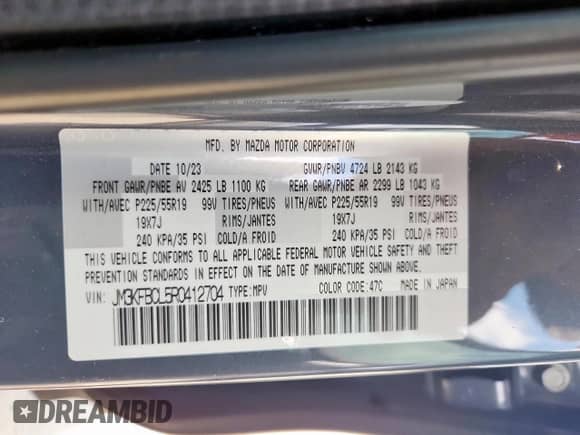 MFD. BY MAZDA MOTOR CORPORATION
DATE 10/23 GVWR/PNBV 4724 LB 2143 KG
FRONT GAWR/PNBE AV 2425 LB 1100 KG REAR GAWR/PNBE AR 2299 LB 1043 KG
WITH/AVEC P225/55R19 99V TIRES/PNEUS WITH/AVEC P225/55R19 99V TIRES/PNEUS
19X7J RIMS/JANTES 19X7J RIMS/JANTES
240 KPA/35 PSI COLD/A FROID 240 KPA/35 PSI COLD/A FROID
THIS VEHICLE CONFORMS TO ALL APPLICABLE FEDERAL MOTOR VEHICLE SAFETY AND THEFT
PREVENTION STANDARDS IN EFFECT ON THE DATE OF MANUFACTURE SHOWN ABOVE.
VIN: JM3KFBCL5R0412704 TYPE:MPV COLOR CODE:47C MADE IN JAPAN
DREAMBID